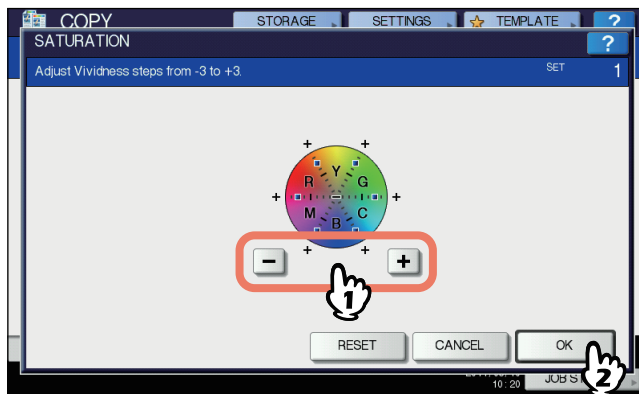 COPY STORAGE SETTINGS TEMPLATE ?
SATURATION ?
Adjust Vividness steps from -3 to +3. SET 1
+ +
Y
R G
+ +
M C
B
+ +
- +
1
RESET CANCEL OK
2
10:20